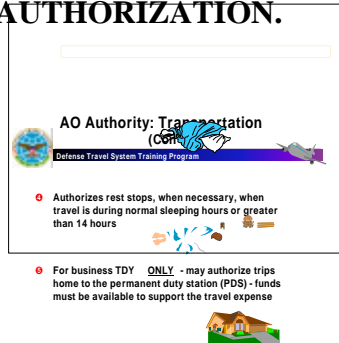 AUTHORIZATION.
AO Authority: Transportation
Defense Travel System Training Program
❹ Authorizes rest stops, when necessary, when
travel is during normal sleeping hours or greater
than 14 hours
❺ For business TDY ONLY - may authorize trips
home to the permanent duty station (PDS) - funds
must be available to support the travel expense